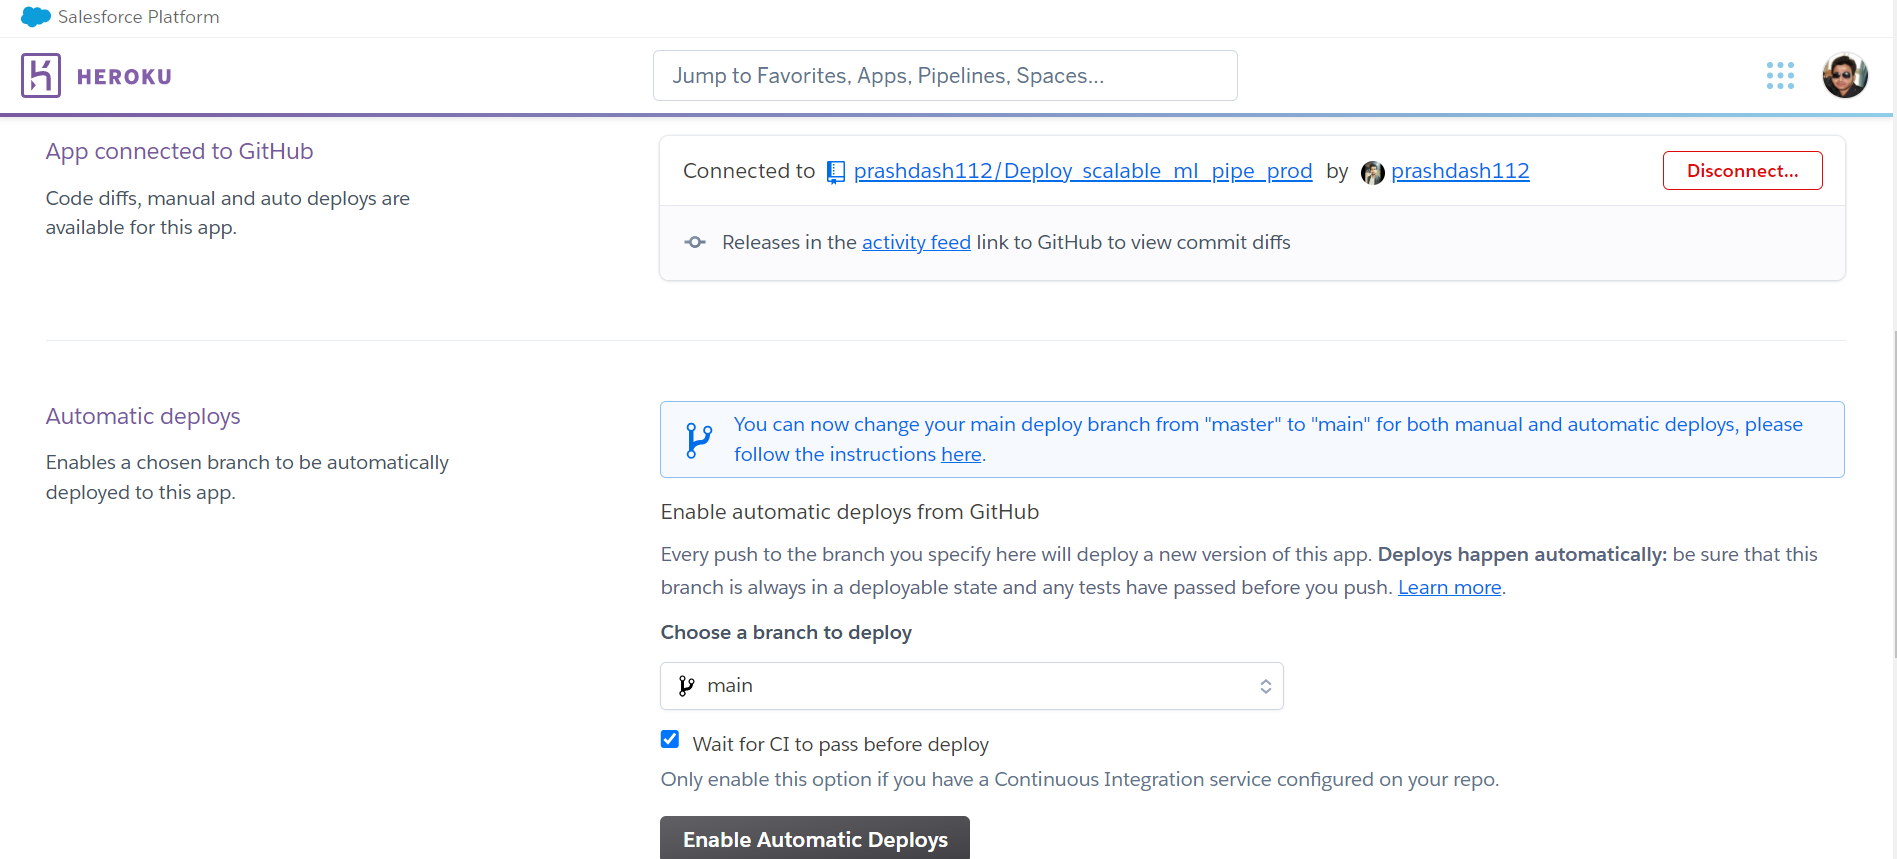 Salesforce Platform
HEROKU
Jump to Favorites, Apps, Pipelines, Spaces...
App connected to GitHub
Code diffs, manual and auto deploys are
available for this app.
Connected to prashdash112/Deploy_scalable_ml_pipe_prod by prashdash112
Disconnect...
Releases in the activity feed link to GitHub to view commit diffs
Automatic deploys
Enables a chosen branch to be automatically
deployed to this app.
You can now change your main deploy branch from "master" to "main" for both manual and automatic deploys, please
follow the instructions here.
Enable automatic deploys from GitHub
Every push to the branch you specify here will deploy a new version of this app. Deploys happen automatically: be sure that this
branch is always in a deployable state and any tests have passed before you push. Learn more.
Choose a branch to deploy
main
Wait for CI to pass before deploy
Only enable this option if you have a Continuous Integration service configured on your repo.
Enable Automatic Deploys